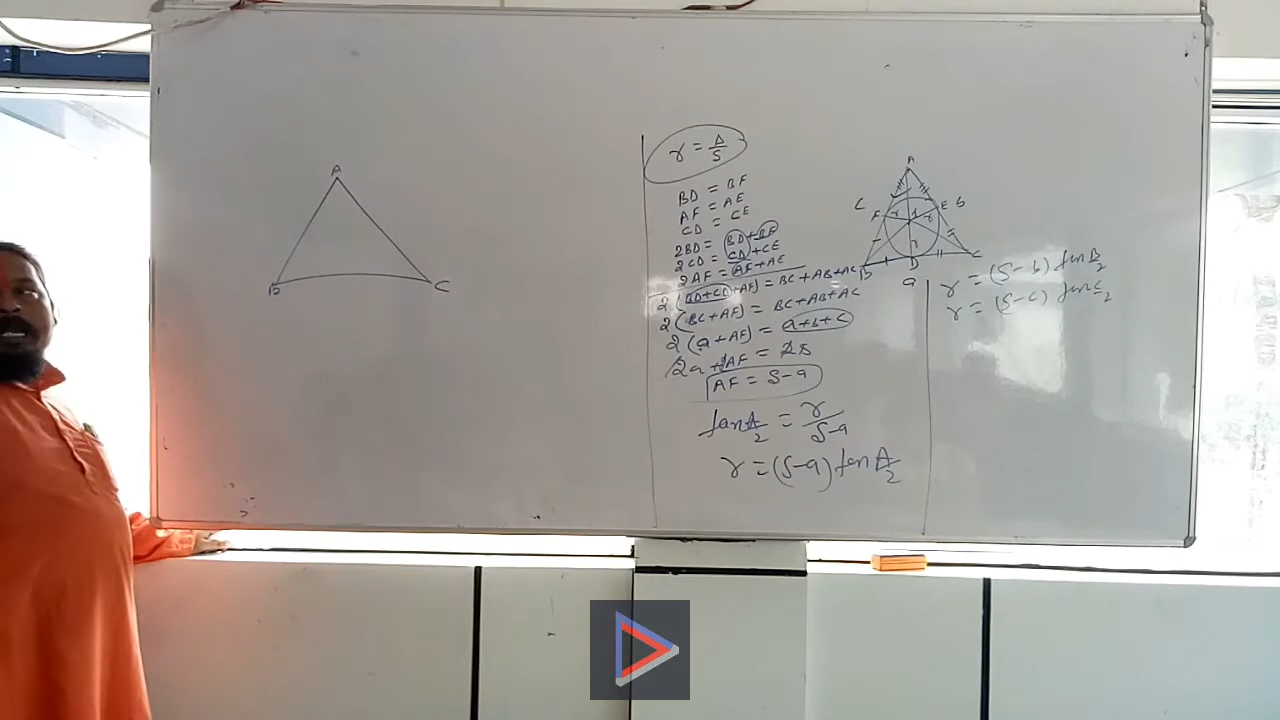 A
B
C
r = Δ/S
BD = BF
AF = AE
CD = CE
2BD = BD + BF
2CD = CD + CE
2AF = AF + AE
2(BD+CD+AF) = BC+AB+AC
2(BC+AF) = BC+AB+AC
2(a+AF) = a+b+c
2a + 2AF = 2s
AF = S-a
tan A/2 = r/S-a
r = (S-a) tan A/2
A
C
b
F
E
r
r
r
B
D
C
a
r = (S-b) tan B/2
r = (S-c) tan C/2